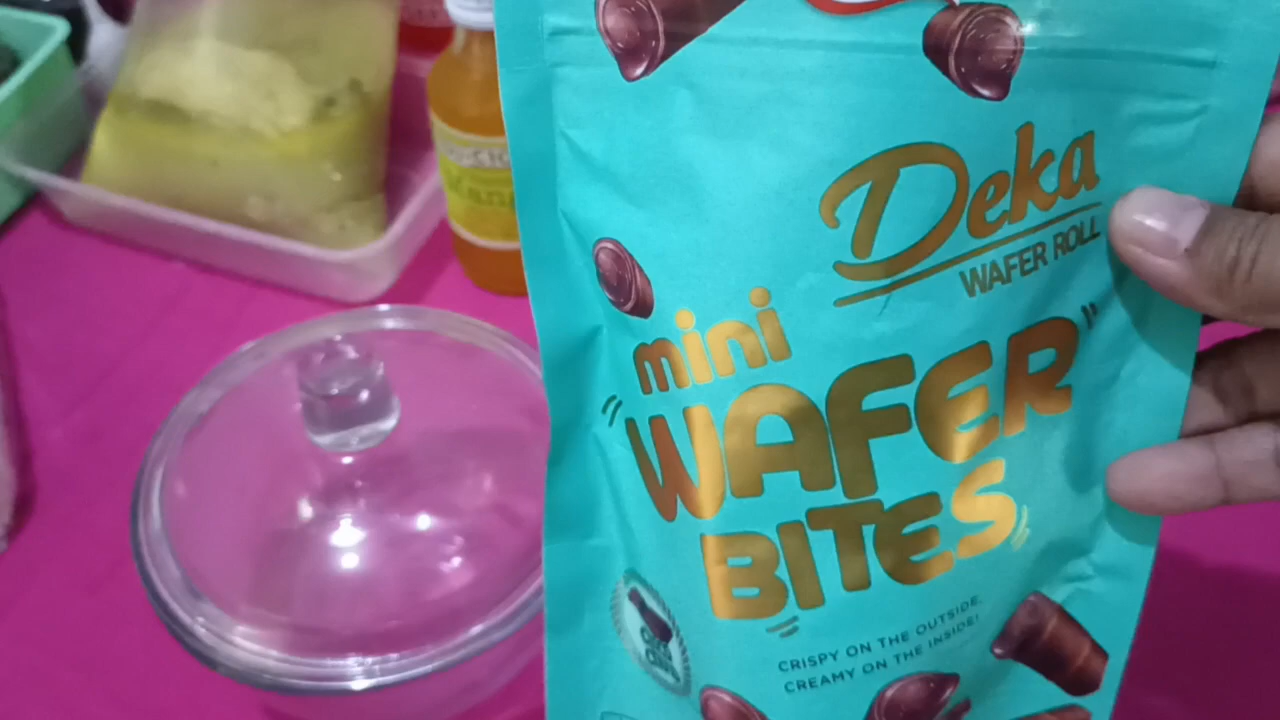 Deka
WAFER ROLL
mini
"WAFER"
BITES
CRISPY ON THE OUTSIDE,
CREAMY ON THE INSIDE!